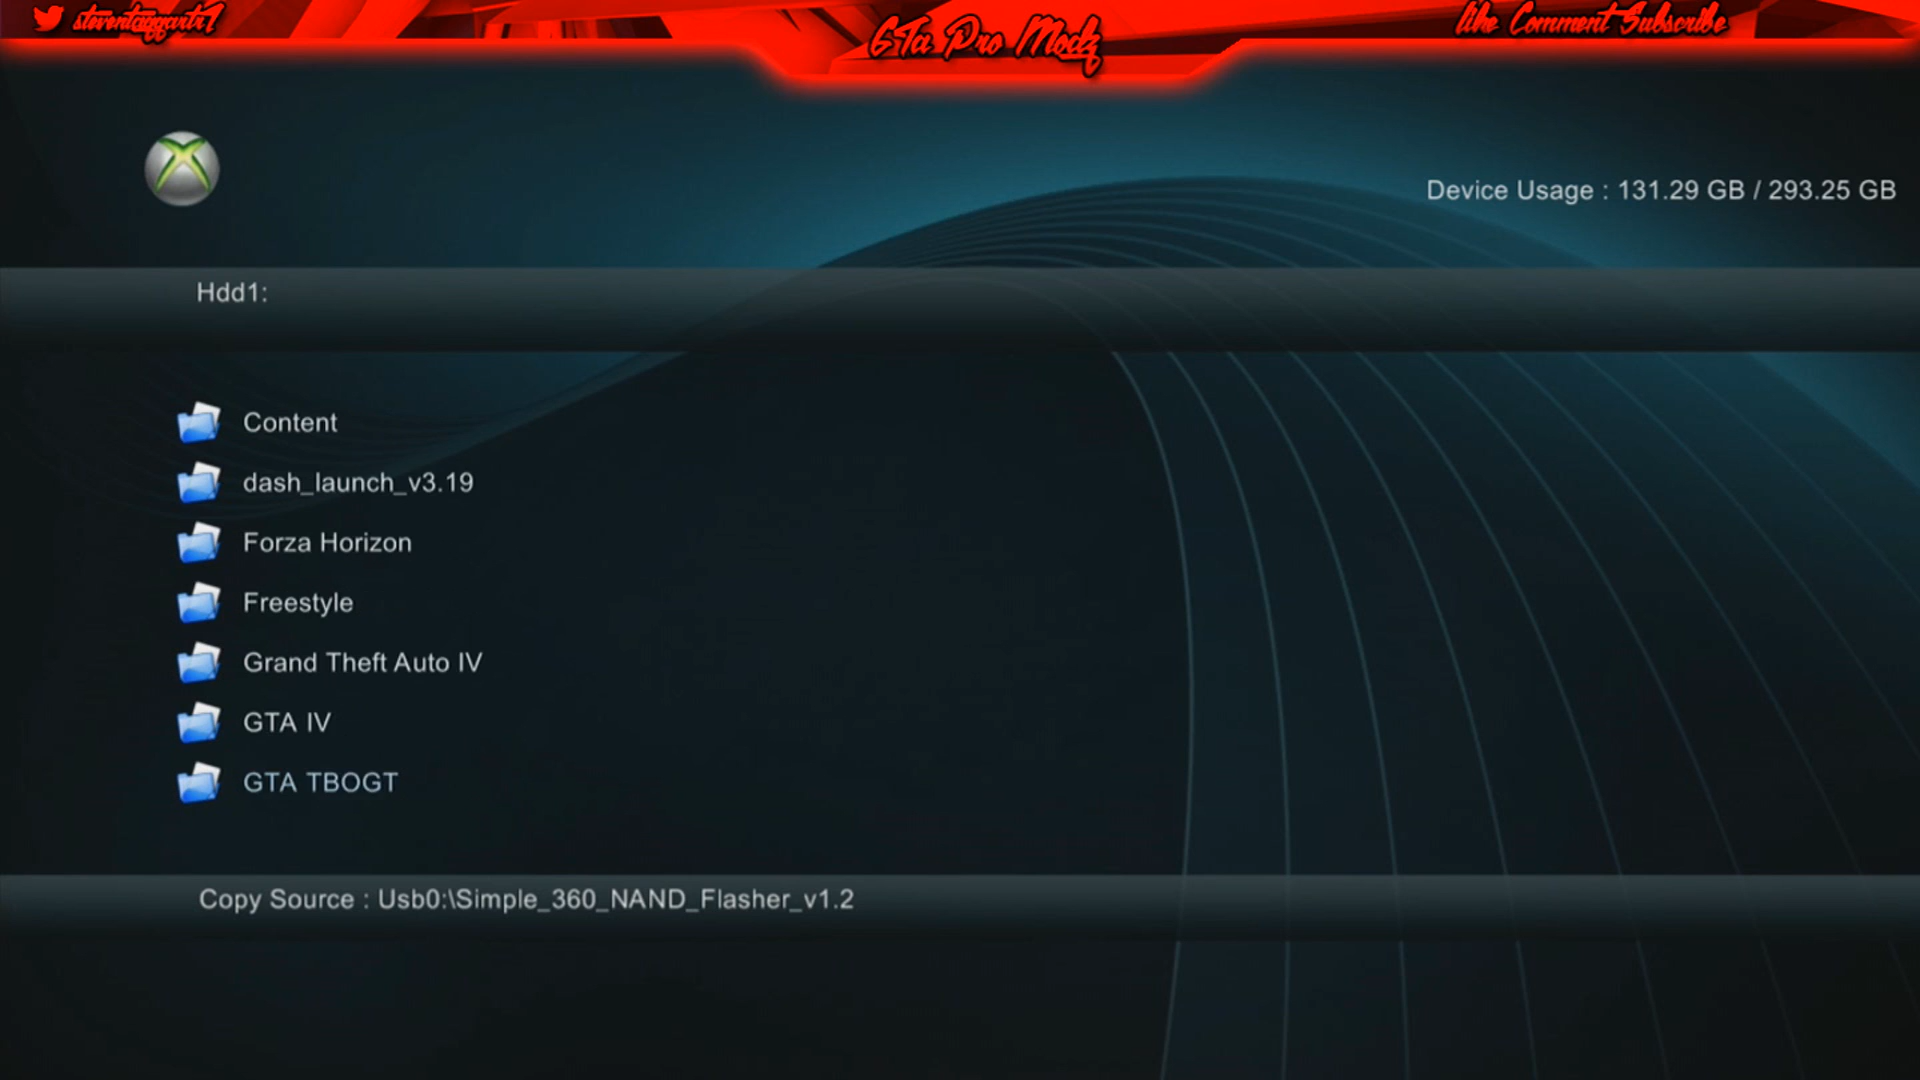 GTa Pro Modz
like Comment Subscribe
Device Usage : 131.29 GB / 293.25 GB
Hdd1:
Content
dash_launch_v3.19
Forza Horizon
Freestyle
Grand Theft Auto IV
GTA IV
GTA TBOGT
Copy Source : Usb0:\Simple_360_NAND_Flasher_v1.2